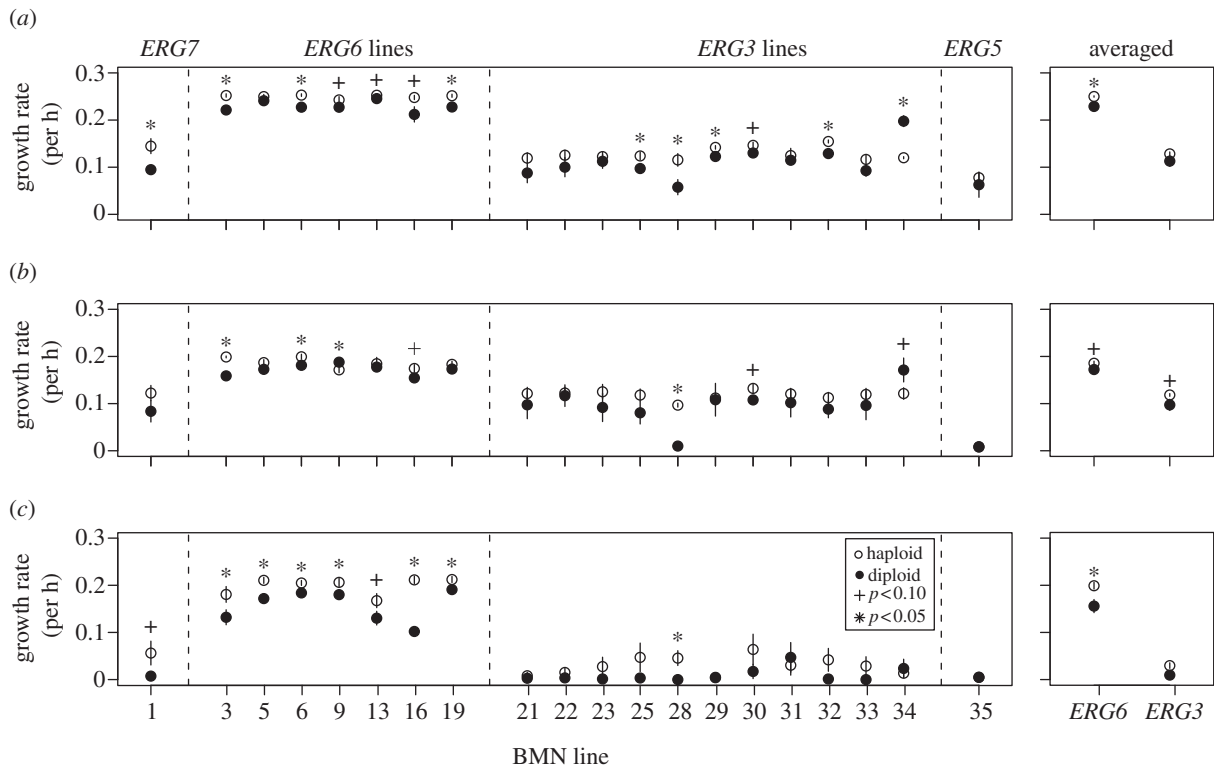 (a)
ERG7 ERG6 lines ERG3 lines ERG5 averaged
growth rate
(per h)
0.3
0.2
0.1
0
* * * + + + * * * * + * * *
(b)
growth rate
(per h)
0.3
0.2
0.1
0
* * * + * + + + +
(c)
growth rate
(per h)
0.3
0.2
0.1
0
+ * * * * + * * * *
haploid
diploid
+ p<0.10
* p<0.05
1 3 5 6 9 13 16 19 21 22 23 25 28 29 30 31 32 33 34 35 ERG6 ERG3
BMN line